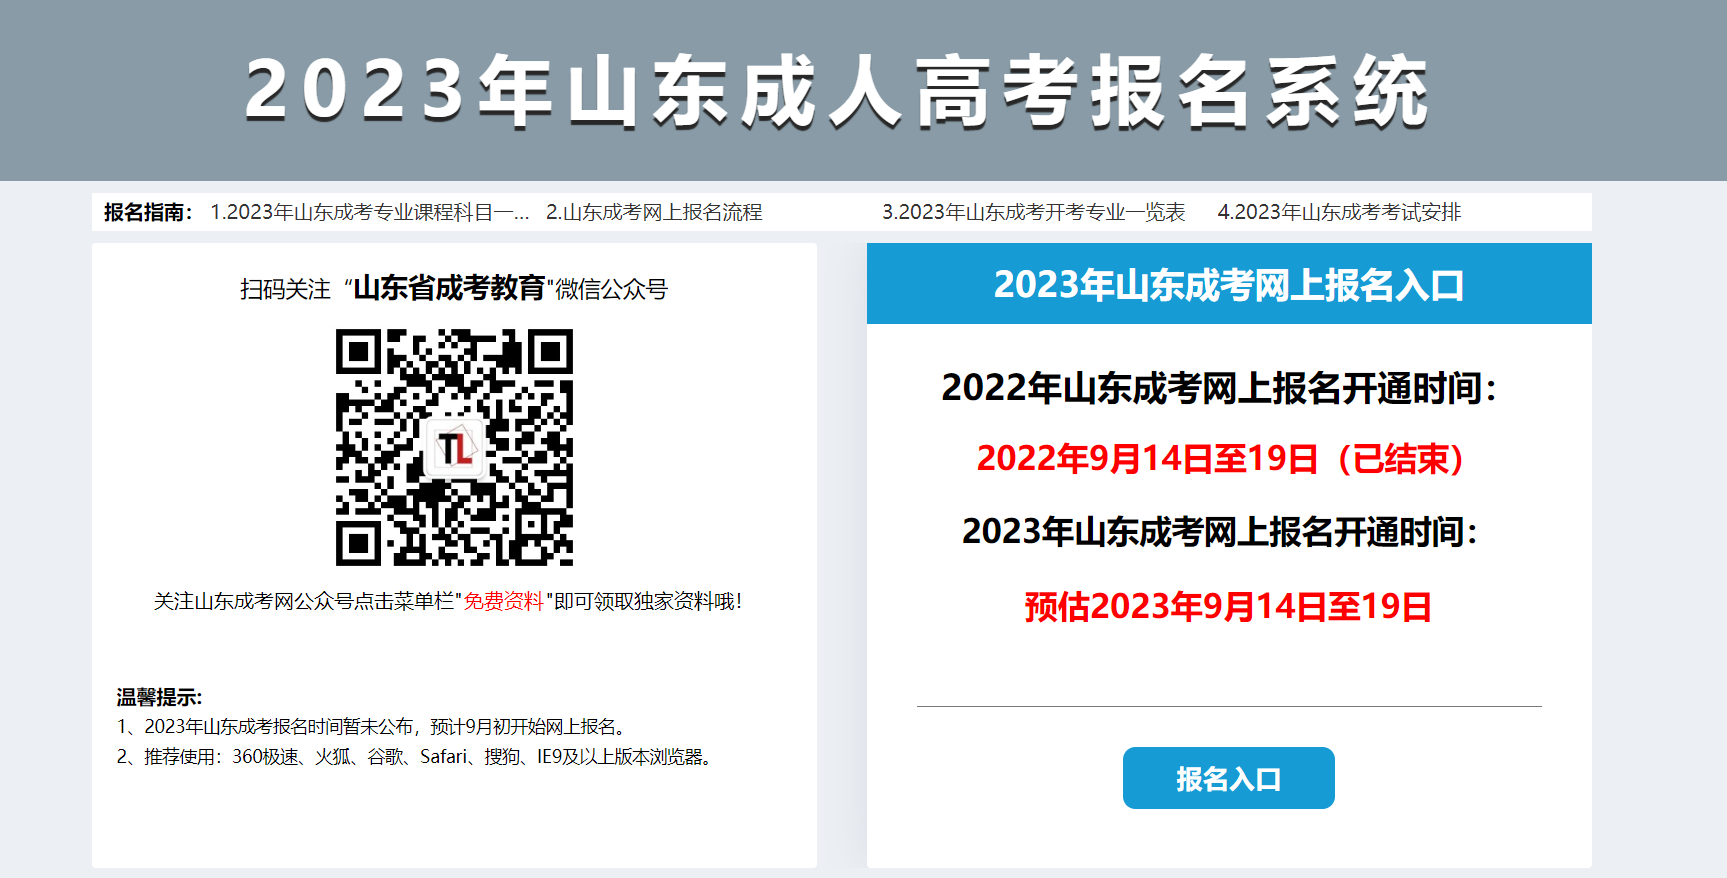 2023年山东成人高考报名系统
报名指南： 1.2023年山东成考专业课程科目一... 2.山东成考网上报名流程 3.2023年山东成考开考专业一览表 4.2023年山东成考考试安排
扫码关注“山东省成考教育"微信公众号
TL
关注山东成考网公众号点击菜单栏"免费资料"即可领取独家资料哦！
温馨提示:
1、2023年山东成考报名时间暂未公布，预计9月初开始网上报名。
2、推荐使用：360极速、火狐、谷歌、Safari、搜狗、IE9及以上版本浏览器。
2023年山东成考网上报名入口
2022年山东成考网上报名开通时间：
2022年9月14日至19日（已结束）
2023年山东成考网上报名开通时间：
预估2023年9月14日至19日
报名入口